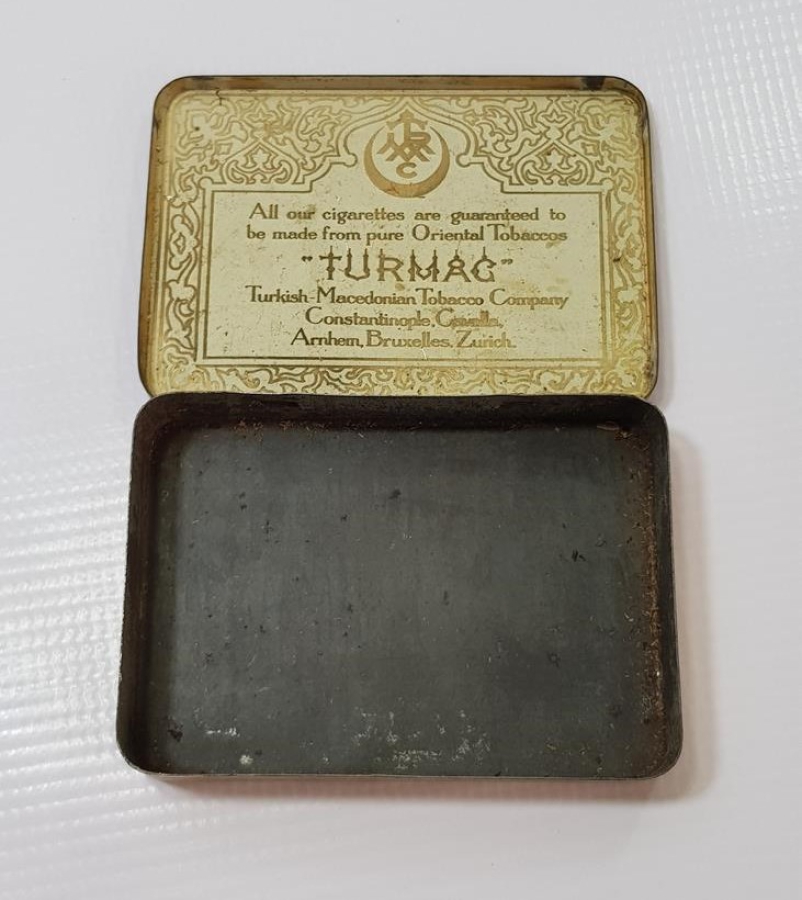 All our cigarettes are guaranteed to
be made from pure Oriental Tobaccos
"TURMAC"
Turkish-Macedonian Tobacco Company
Constantinople, Cavalla,
Arnhem, Bruxelles, Zurich.